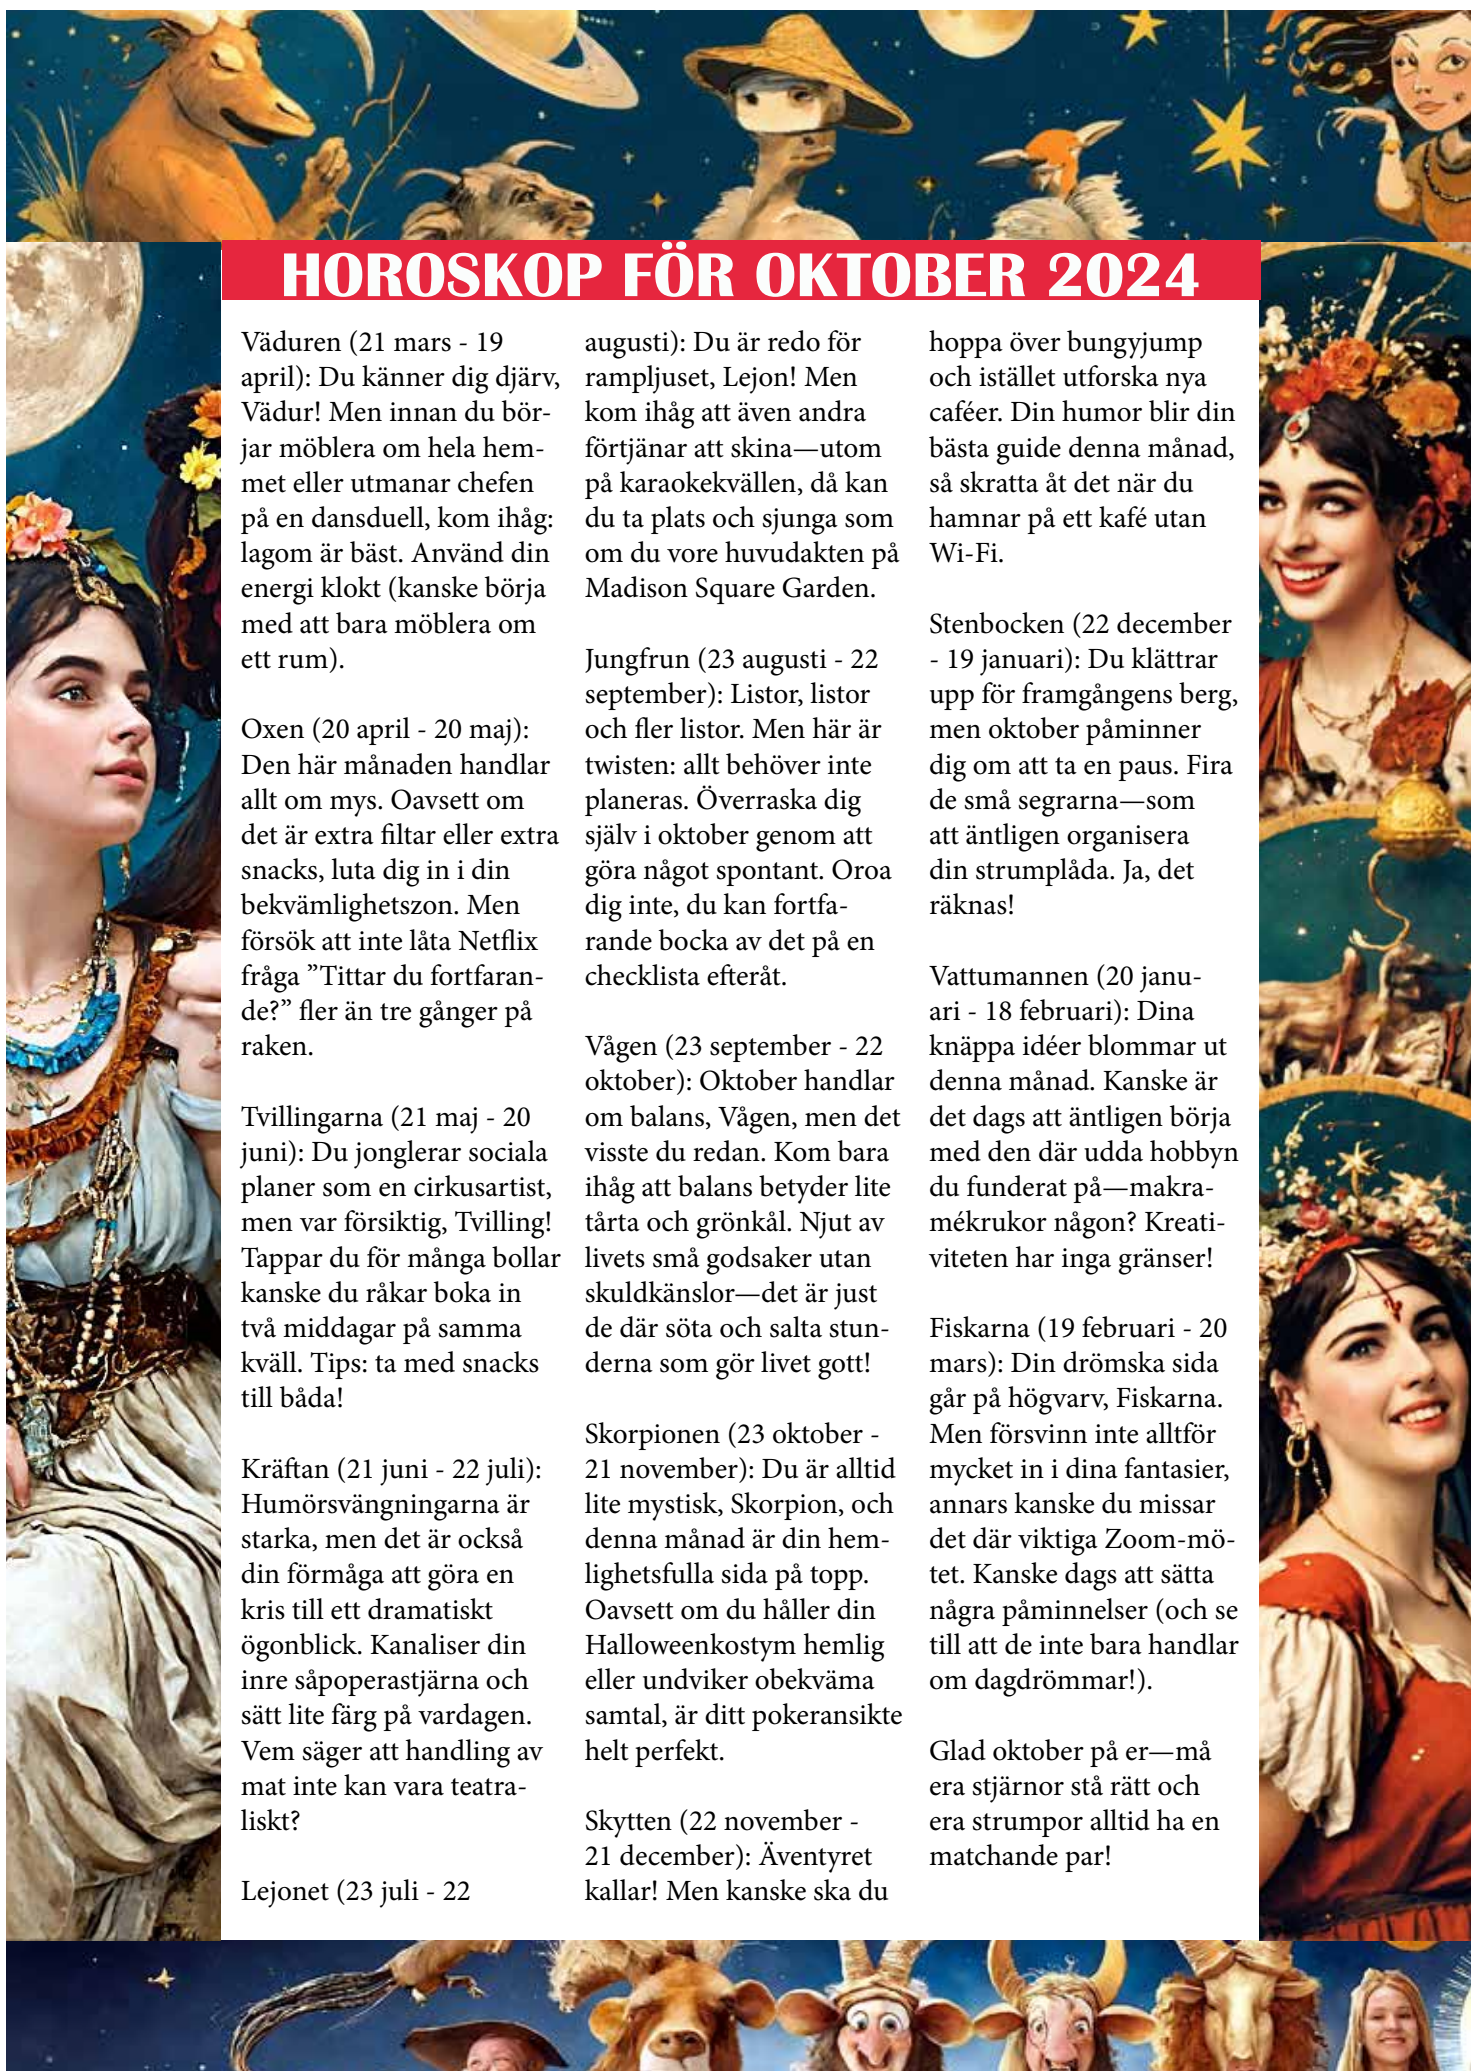 HOROSKOP FÖR OKTOBER 2024
Väduren (21 mars - 19
april): Du känner dig djärv,
Vädur! Men innan du bör-
jar möblera om hela hem-
met eller utmanar chefen
på en dansduell, kom ihåg:
lagom är bäst. Använd din
energi klokt (kanske börja
med att bara möblera om
ett rum).
Oxen (20 april - 20 maj):
Den här månaden handlar
allt om mys. Oavsett om
det är extra filtar eller extra
snacks, luta dig in i din
bekvämlighetszon. Men
försök att inte låta Netflix
fråga ”Tittar du fortfaran-
de?” fler än tre gånger på
raken.
Tvillingarna (21 maj - 20
juni): Du jonglerar sociala
planer som en cirkusartist,
men var försiktig, Tvilling!
Tappar du för många bollar
kanske du råkar boka in
två middagar på samma
kväll. Tips: ta med snacks
till båda!
Kräftan (21 juni - 22 juli):
Humörsvängningarna är
starka, men det är också
din förmåga att göra en
kris till ett dramatiskt
ögonblick. Kanaliser din
inre såpoperastjärna och
sätt lite färg på vardagen.
Vem säger att handling av
mat inte kan vara teatra-
liskt?
Lejonet (23 juli - 22
augusti): Du är redo för
rampljuset, Lejon! Men
kom ihåg att även andra
förtjänar att skina—utom
på karaokekvällen, då kan
du ta plats och sjunga som
om du vore huvudakten på
Madison Square Garden.
Jungfrun (23 augusti - 22
september): Listor, listor
och fler listor. Men här är
twisten: allt behöver inte
planeras. Överraska dig
själv i oktober genom att
göra något spontant. Oroa
dig inte, du kan fortfa-
rande bocka av det på en
checklista efteråt.
Vågen (23 september - 22
oktober): Oktober handlar
om balans, Vågen, men det
visste du redan. Kom bara
ihåg att balans betyder lite
tårta och grönkål. Njut av
livets små godsaker utan
skuldkänslor—det är just
de där söta och salta stun-
derna som gör livet gott!
Skorpionen (23 oktober -
21 november): Du är alltid
lite mystisk, Skorpion, och
denna månad är din hem-
lighetsfulla sida på topp.
Oavsett om du håller din
Halloweenkostym hemlig
eller undviker obekväma
samtal, är ditt pokeransikte
helt perfekt.
Skytten (22 november -
21 december): Äventyret
kallar! Men kanske ska du
hoppa över bungyjump
och istället utforska nya
caféer. Din humor blir din
bästa guide denna månad,
så skratta åt det när du
hamnar på ett kafé utan
Wi-Fi.
Stenbocken (22 december
- 19 januari): Du klättrar
upp för framgångens berg,
men oktober påminner
dig om att ta en paus. Fira
de små segrarna—som
att äntligen organisera
din strumplåda. Ja, det
räknas!
Vattumannen (20 janu-
ari - 18 februari): Dina
knäppa idéer blommar ut
denna månad. Kanske är
det dags att äntligen börja
med den där udda hobbyn
du funderat på—makra-
mékrukor någon? Kreati-
viteten har inga gränser!
Fiskarna (19 februari - 20
mars): Din drömska sida
går på högvarv, Fiskarna.
Men försvinn inte alltför
mycket in i dina fantasier,
annars kanske du missar
det där viktiga Zoom-mö-
tet. Kanske dags att sätta
några påminnelser (och se
till att de inte bara handlar
om dagdrömmar!).
Glad oktober på er—må
era stjärnor stå rätt och
era strumpor alltid ha en
matchande par!